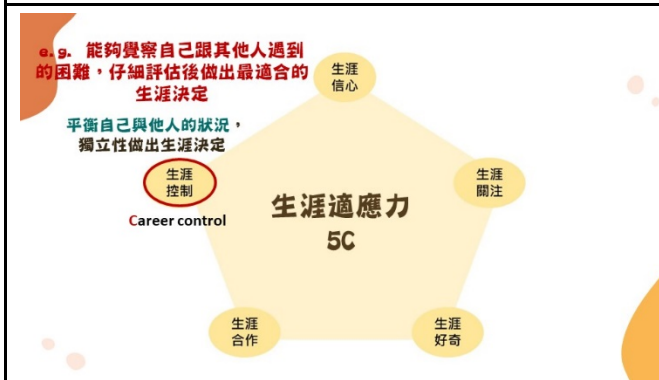 e.g. 能夠覺察自己跟其他人遇到
的困難，仔細評估後做出最適合的
生涯決定
平衡自己與他人的狀況，
獨立性做出生涯決定
生涯
信心
生涯
控制
Career control
生涯
關注
生涯適應力
5C
生涯
合作
生涯
好奇